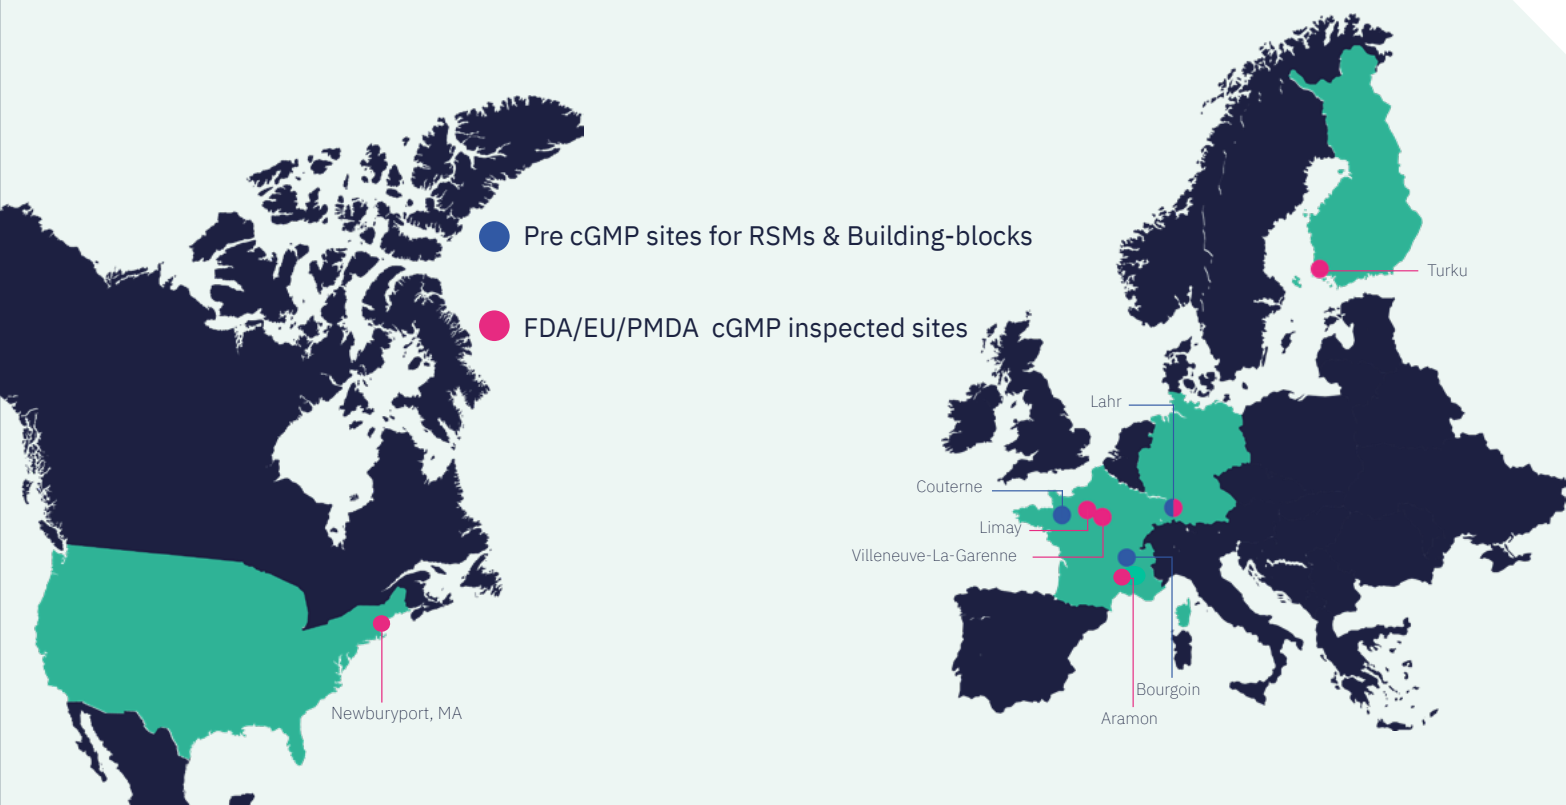 Pre cGMP sites for RSMs & Building-blocks
FDA/EU/PMDA cGMP inspected sites
Turku
Lahr
Couterne
Limay
Villeneuve-La-Garenne
Bourgoin
Aramon
Newburyport, MA